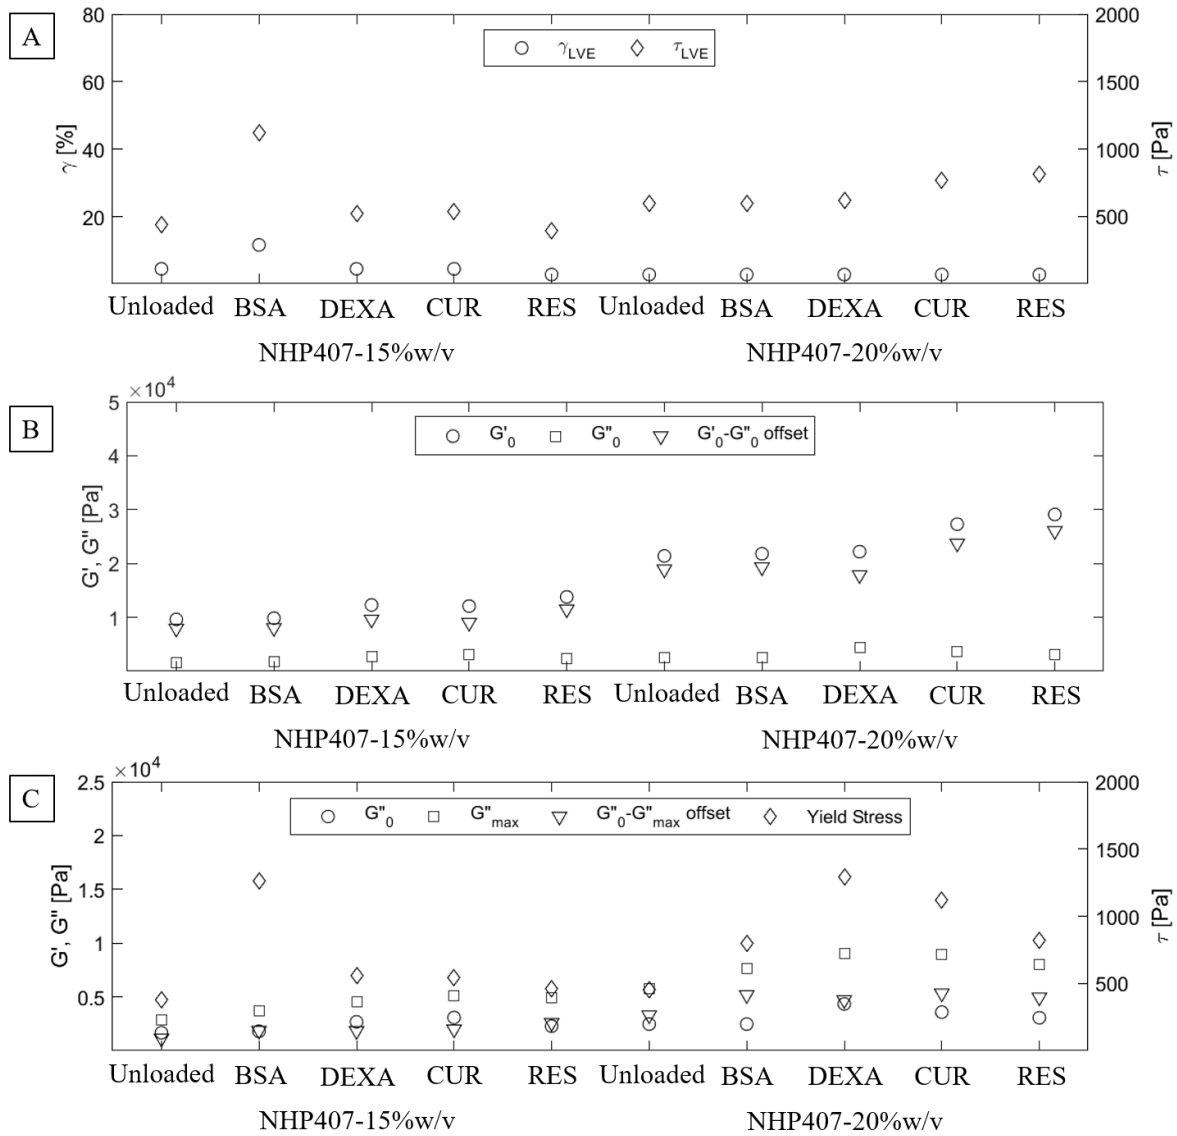 A
80
2000
γLVE τLVE
60
1500
γ [%]
40
1000
τ [Pa]
20
500
Unloaded BSA DEXA CUR RES Unloaded BSA DEXA CUR RES
NHP407-15%w/v NHP407-20%w/v
×10⁴
B
5
G'0 G"0 G'0-G"0 offset
4
G', G" [Pa]
3
2
1
Unloaded BSA DEXA CUR RES Unloaded BSA DEXA CUR RES
NHP407-15%w/v NHP407-20%w/v
×10⁴
C
2.5
2000
G"0 G"max G"0-G"max offset Yield Stress
2
1500
G', G" [Pa]
1.5
1
1000
τ [Pa]
0.5
500
Unloaded BSA DEXA CUR RES Unloaded BSA DEXA CUR RES
NHP407-15%w/v NHP407-20%w/v